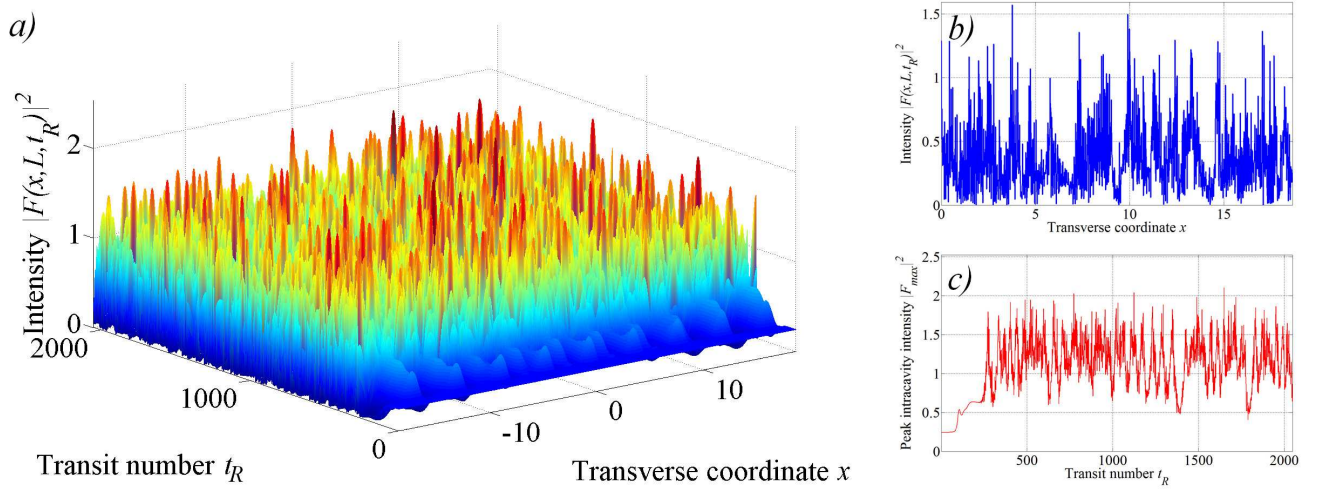 a)
Intensity |F(x,L,t_R)|^2
2
1
0
2000
1000
0
Transit number t_R
-10
0
10
Transverse coordinate x
b)
Intensity |F(x,L,t_R)|^2
1.5
1
0.5
0
0
5
10
15
Transverse coordinate x
c)
Peak intracavity intensity |F_max|^2
2.5
2
1.5
1
0.5
0
500
1000
1500
2000
Transit number t_R